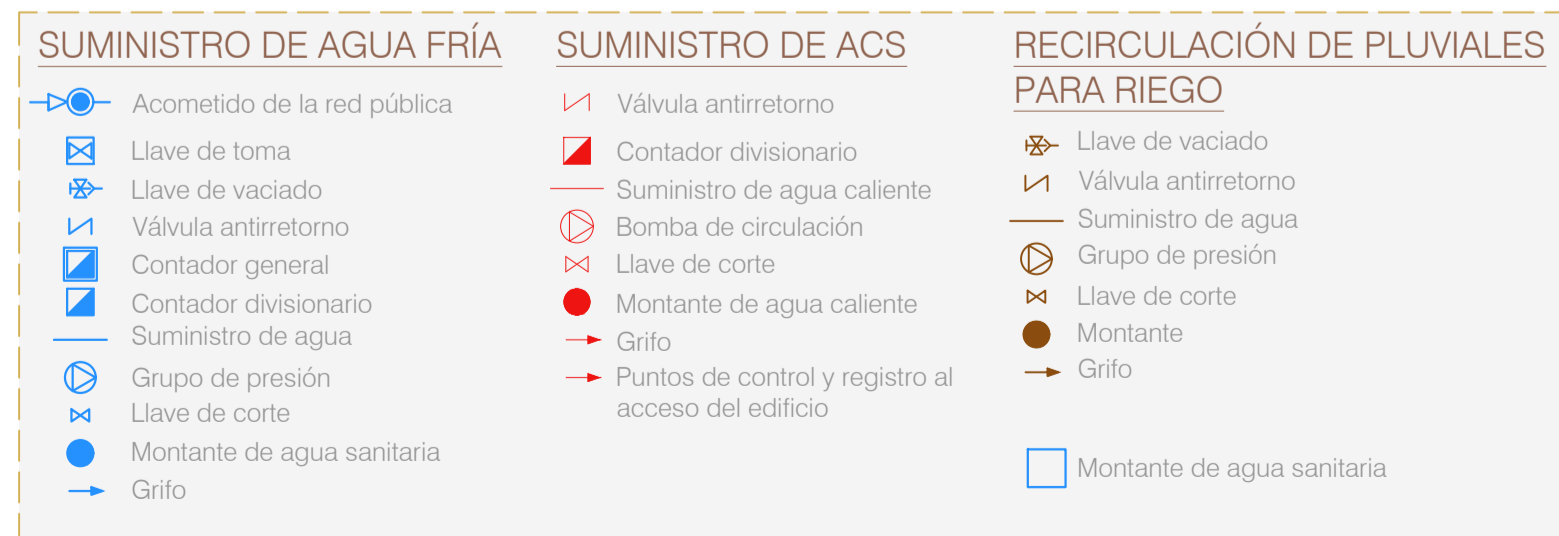 SUMINISTRO DE AGUA FRÍA
Acometido de la red pública
Llave de toma
Llave de vaciado
Válvula antirretorno
Contador general
Contador divisionario
Suministro de agua
Grupo de presión
Llave de corte
Montante de agua sanitaria
Grifo
SUMINISTRO DE ACS
Válvula antirretorno
Contador divisionario
Suministro de agua caliente
Bomba de circulación
Llave de corte
Montante de agua caliente
Grifo
Puntos de control y registro al
acceso del edificio
RECIRCULACIÓN DE PLUVIALES
PARA RIEGO
Llave de vaciado
Válvula antirretorno
Suministro de agua
Grupo de presión
Llave de corte
Montante
Grifo
Montante de agua sanitaria